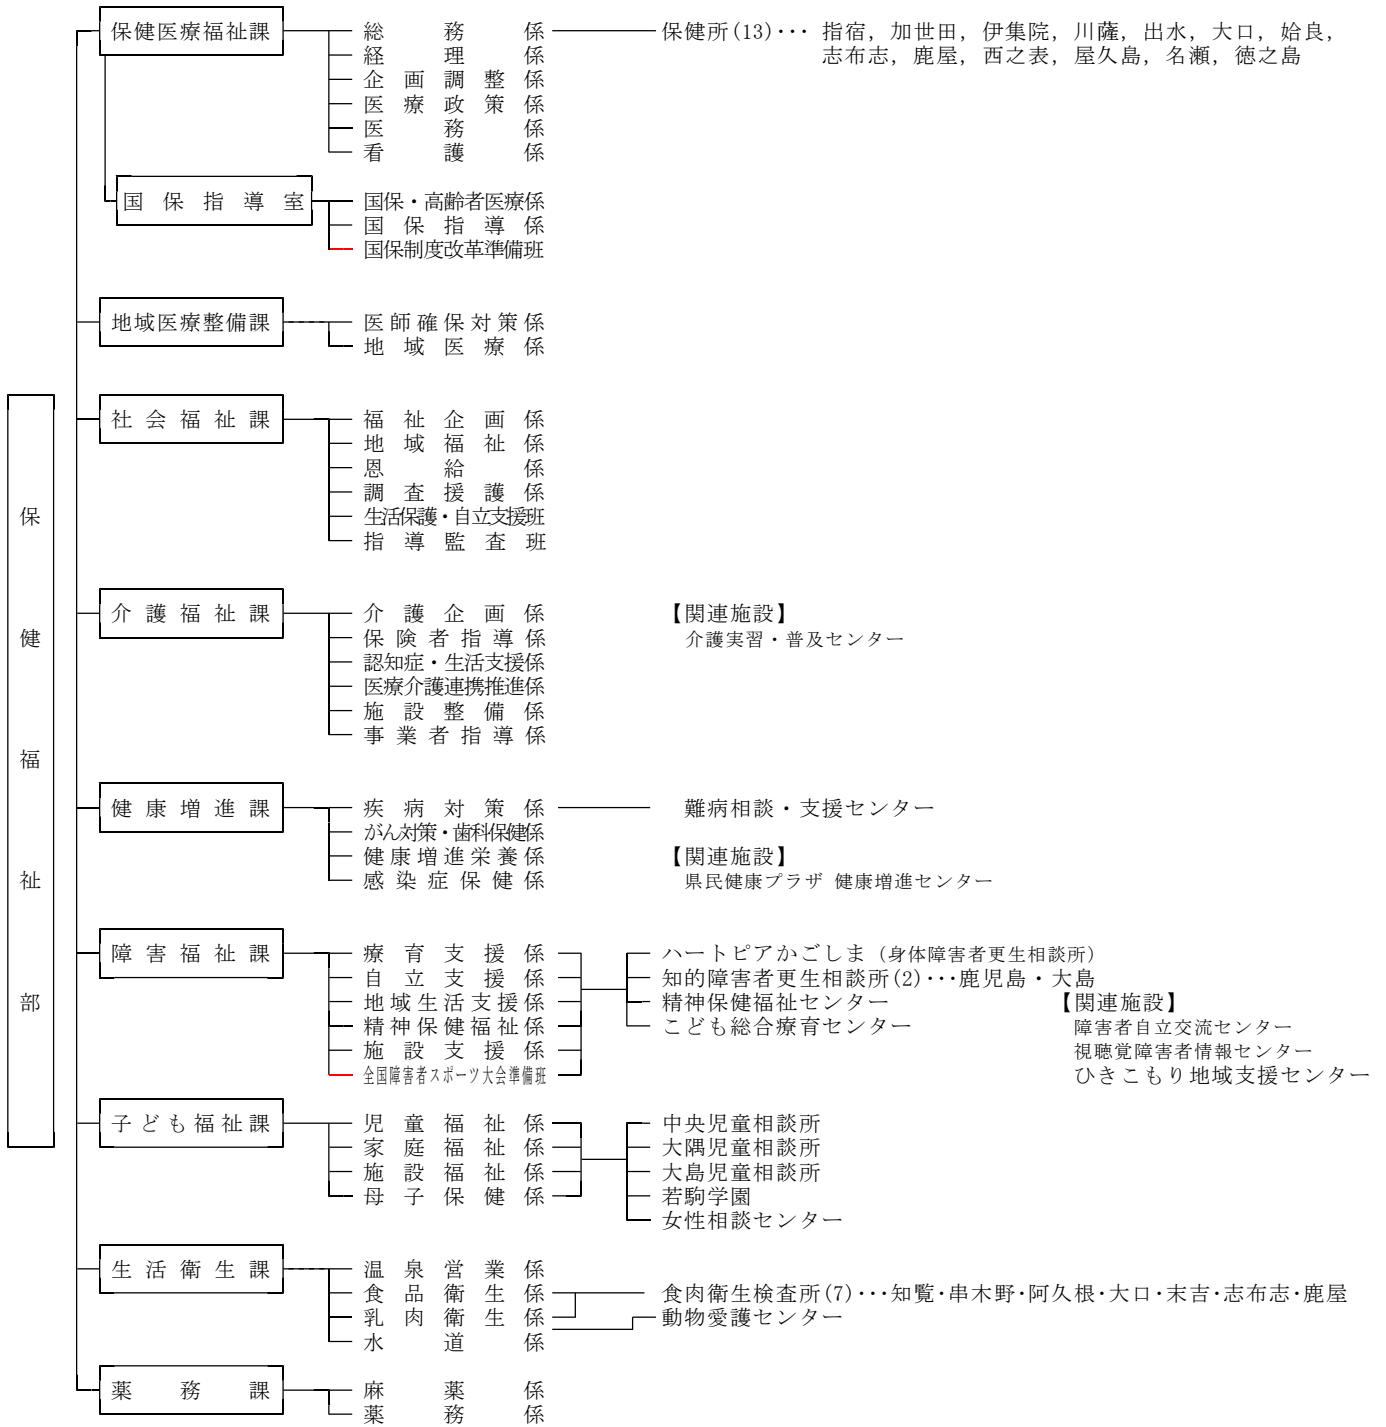 保健医療福祉課 総務係 保健所(13)･･･ 指宿，加世田，伊集院，川薩，出水，大口，姶良，
経理係 志布志，鹿屋，西之表，屋久島，名瀬，徳之島
企画調整係
医療政策係
医務係
看護係
国保指導室 国保・高齢者医療係
国保指導係
国保制度改革準備班
地域医療整備課 医師確保対策係
地域医療係
保健福祉部
社会福祉課 福祉企画係
地域福祉係
恩給係
調査援護係
生活保護・自立支援班
指導監査班
介護福祉課 介護企画係 【関連施設】
保険者指導係 介護実習・普及センター
認知症・生活支援係
医療介護連携推進係
施設整備係
事業者指導係
健康増進課 疾病対策係 難病相談・支援センター
がん対策・歯科保健係
健康増進栄養係 【関連施設】
感染症保健係 県民健康プラザ 健康増進センター
障害福祉課 療育支援係 ハートピアかごしま (身体障害者更生相談所)
自立支援係 知的障害者更生相談所(2)･･･鹿児島・大島
地域生活支援係 精神保健福祉センター 【関連施設】
精神保健福祉係 こども総合療育センター 障害者自立交流センター
施設支援係 視聴覚障害者情報センター
全国障害者スポーツ大会準備班 ひきこもり地域支援センター
子ども福祉課 児童福祉係 中央児童相談所
家庭福祉係 大隅児童相談所
施設福祉係 大島児童相談所
母子保健係 若駒学園
女性相談センター
生活衛生課 温泉営業係
食品衛生係 食肉衛生検査所(7)･･･知覧･串木野･阿久根･大口･末吉･志布志･鹿屋
乳肉衛生係 動物愛護センター
水道係
薬務課 麻薬係
薬務係